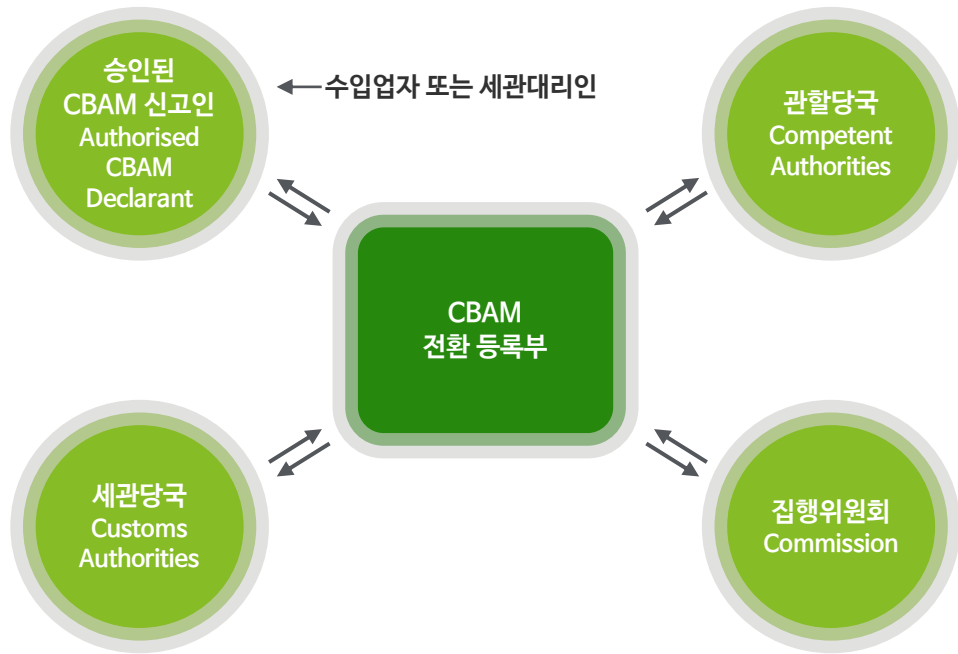 승인된
CBAM 신고인
Authorised
CBAM
Declarant
수입업자 또는 세관대리인
관할당국
Competent
Authorities
CBAM
전환 등록부
세관당국
Customs
Authorities
집행위원회
Commission